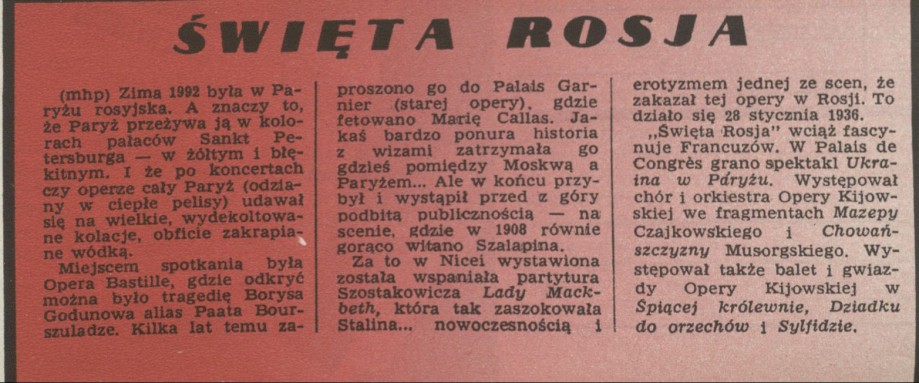 ŚWIĘTA ROSJA
(mhp) Zima 1992 była w Pa-
ryżu rosyjska. A znaczy to,
że Paryż przeżywa ją w kolo-
rach pałaców Sankt Pe-
tersburga — w żółtym i błę-
kitnym. I że po koncertach
czy operze cały Paryż (odzia-
ny w ciepłe pelisy) udawał
się na wielkie, wydekoltowa-
ne kolacje, obficie zakrapia-
ne wódką.
Miejscem spotkania była
Opera Bastille, gdzie odkryć
można było tragedię Borysa
Godunowa alias Paata Bour-
szuladze. Kilka lat temu za-
proszono go do Palais Gar-
nier (starej opery), gdzie
fetowano Marię Callas. Ja-
kaś bardzo ponura historia
z wizami zatrzymała go
gdzieś pomiędzy Moskwą a
Paryżem... Ale w końcu przy-
był i wystąpił przed z góry
podbitą publicznością — na
scenie, gdzie w 1908 równie
gorąco witano Szalapina.
Za to w Nicei wystawiona
została wspaniała partytura
Szostakowicza Lady Mack-
beth, która tak zaszokowała
Stalina... nowoczesnością i
erotyzmem jednej ze scen, że
zakazał tej opery w Rosji. To
działo się 28 stycznia 1936.
„Święta Rosja" wciąż fascy-
nuje Francuzów. W Palais de
Congrès grano spektakl Ukra-
ina w Paryżu. Występował
chór i orkiestra Opery Kijow-
skiej we fragmentach Mazepy
Czajkowskiego i Chowań-
szczyzny Musorgskiego. Wy-
stępował także balet i gwiaz-
dy Opery Kijowskiej w
Śpiącej królewnie, Dziadku
do orzechów i Sylfidzie.